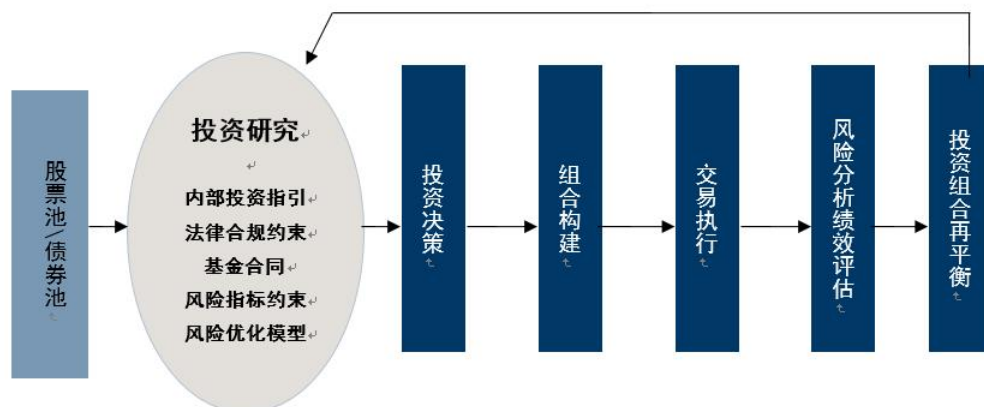 股票池/债券池
投资研究
内部投资指引
法律合规约束
基金合同
风险指标约束
风险优化模型
投资决策
组合构建
交易执行
风险分析绩效评估
投资组合再平衡